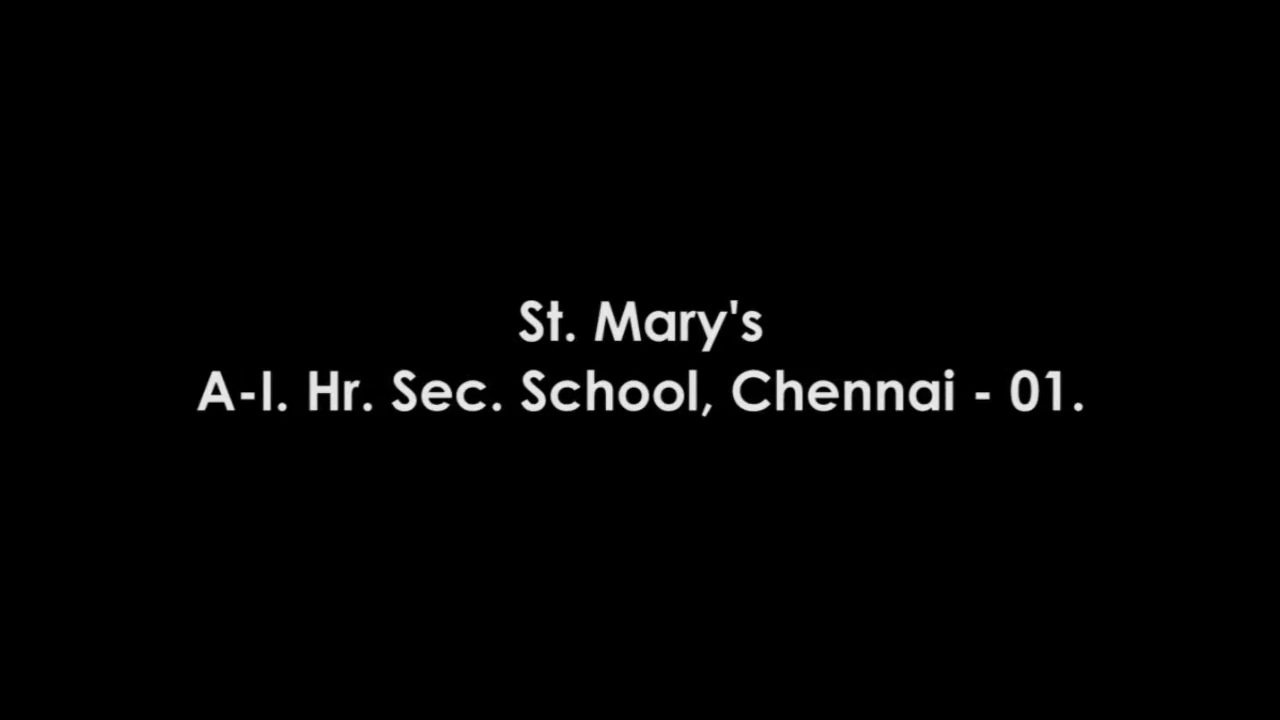 St. Mary's
A-I. Hr. Sec. School, Chennai - 01.